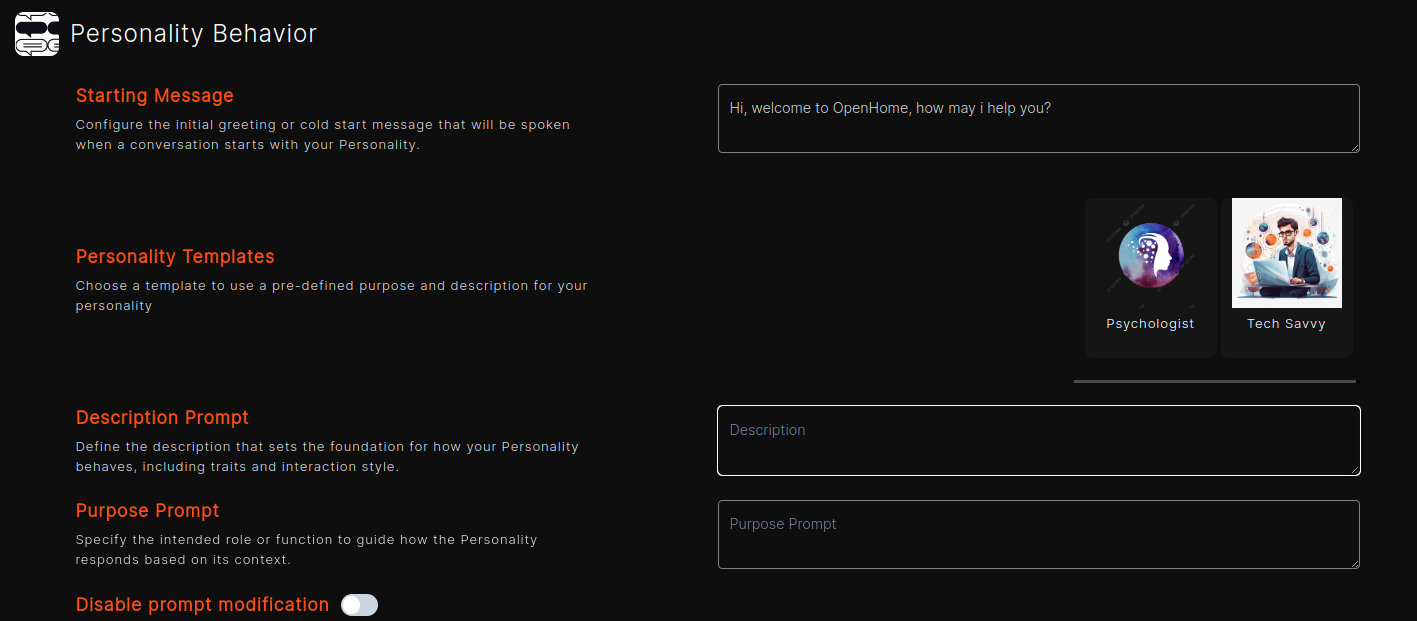 Personality Behavior
Starting Message
Configure the initial greeting or cold start message that will be spoken
when a conversation starts with your Personality.
Hi, welcome to OpenHome, how may i help you?
Personality Templates
Choose a template to use a pre-defined purpose and description for your
personality
Psychologist
Tech Savvy
Description Prompt
Define the description that sets the foundation for how your Personality
behaves, including traits and interaction style.
Description
Purpose Prompt
Specify the intended role or function to guide how the Personality
responds based on its context.
Purpose Prompt
Disable prompt modification